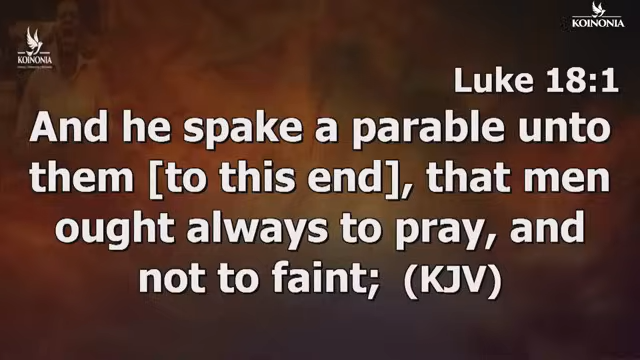 KOINONIA
KOINONIA
Luke 18:1
And he spake a parable unto
them [to this end], that men
ought always to pray, and
not to faint; (KJV)